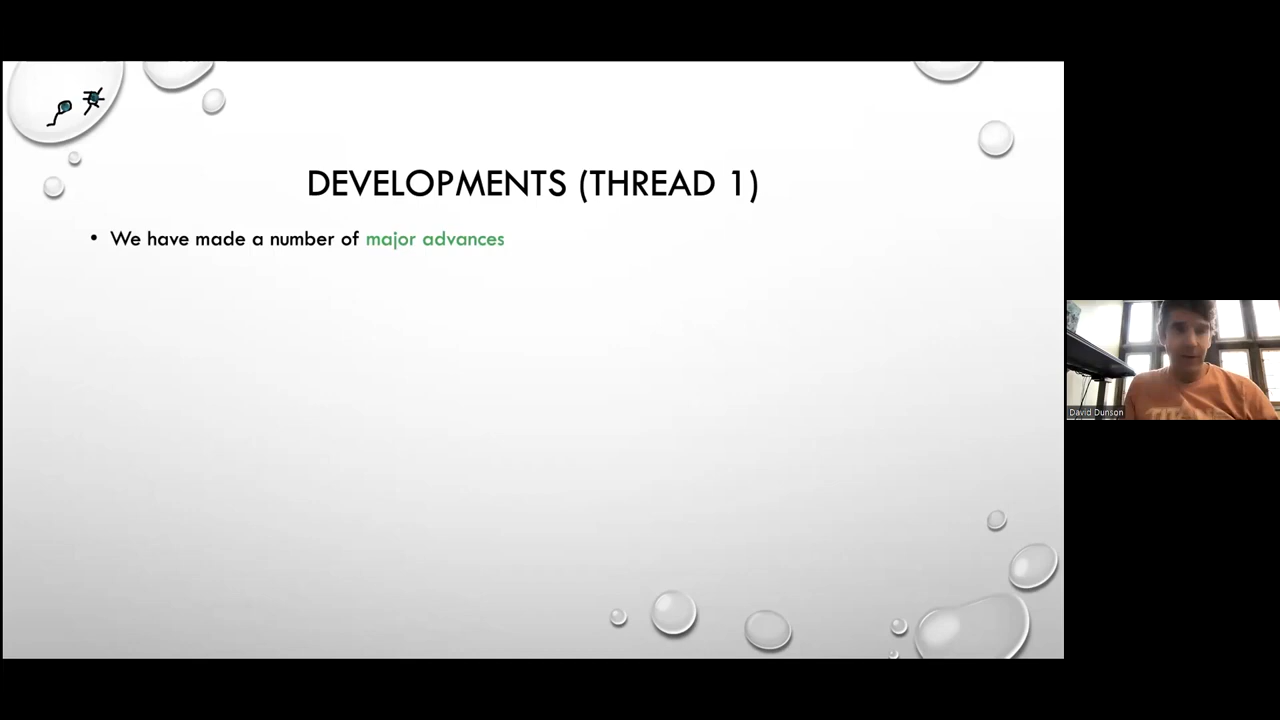 DEVELOPMENTS (THREAD 1)
• We have made a number of major advances
David Dunson